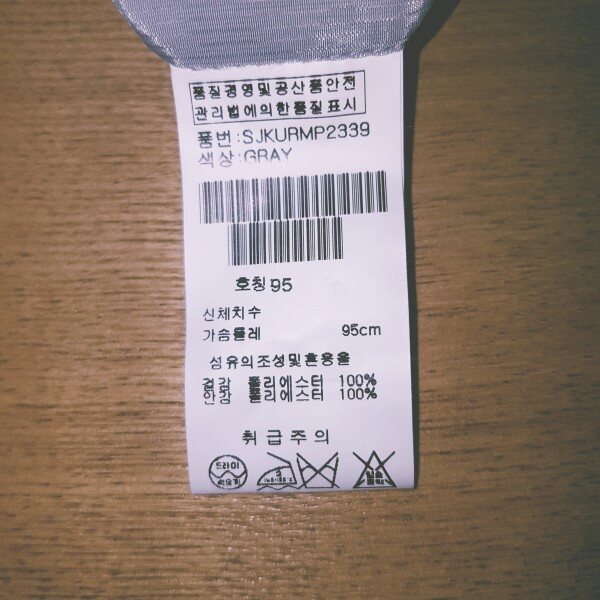 품질경영및공산품안전
관리법에의한품질표시
품번:SJKURMP2339
색상:GRAY
호칭 95
신체치수
가슴둘레 95cm
섬유의조성및혼용율
겉감 폴리에스터 100%
안감 폴리에스터 100%
취급주의
드라이